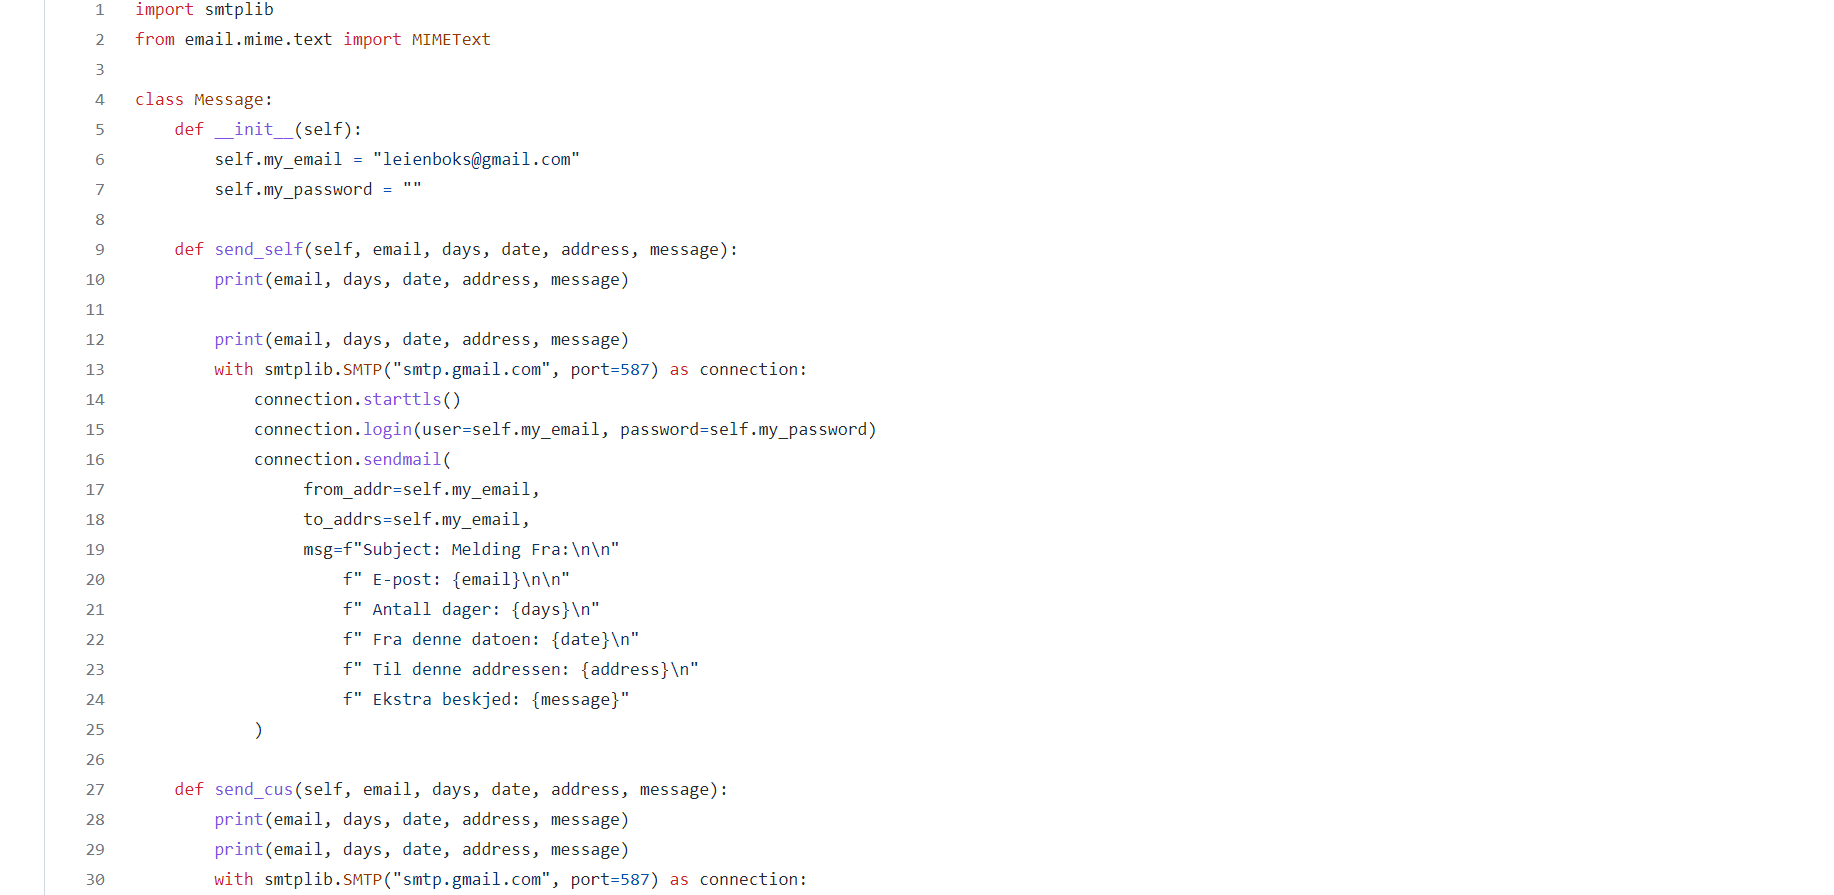 1 import smtplib
2 from email.mime.text import MIMEText
3
4 class Message:
5 def __init__(self):
6 self.my_email = "leienboks@gmail.com"
7 self.my_password = ""
8
9 def send_self(self, email, days, date, address, message):
10 print(email, days, date, address, message)
11
12 print(email, days, date, address, message)
13 with smtplib.SMTP("smtp.gmail.com", port=587) as connection:
14 connection.starttls()
15 connection.login(user=self.my_email, password=self.my_password)
16 connection.sendmail(
17 from_addr=self.my_email,
18 to_addrs=self.my_email,
19 msg=f"Subject: Melding Fra:\n\n"
20 f" E-post: {email}\n\n"
21 f" Antall dager: {days}\n"
22 f" Fra denne datoen: {date}\n"
23 f" Til denne addressen: {address}\n"
24 f" Ekstra beskjed: {message}"
25 )
26
27 def send_cus(self, email, days, date, address, message):
28 print(email, days, date, address, message)
29 print(email, days, date, address, message)
30 with smtplib.SMTP("smtp.gmail.com", port=587) as connection: